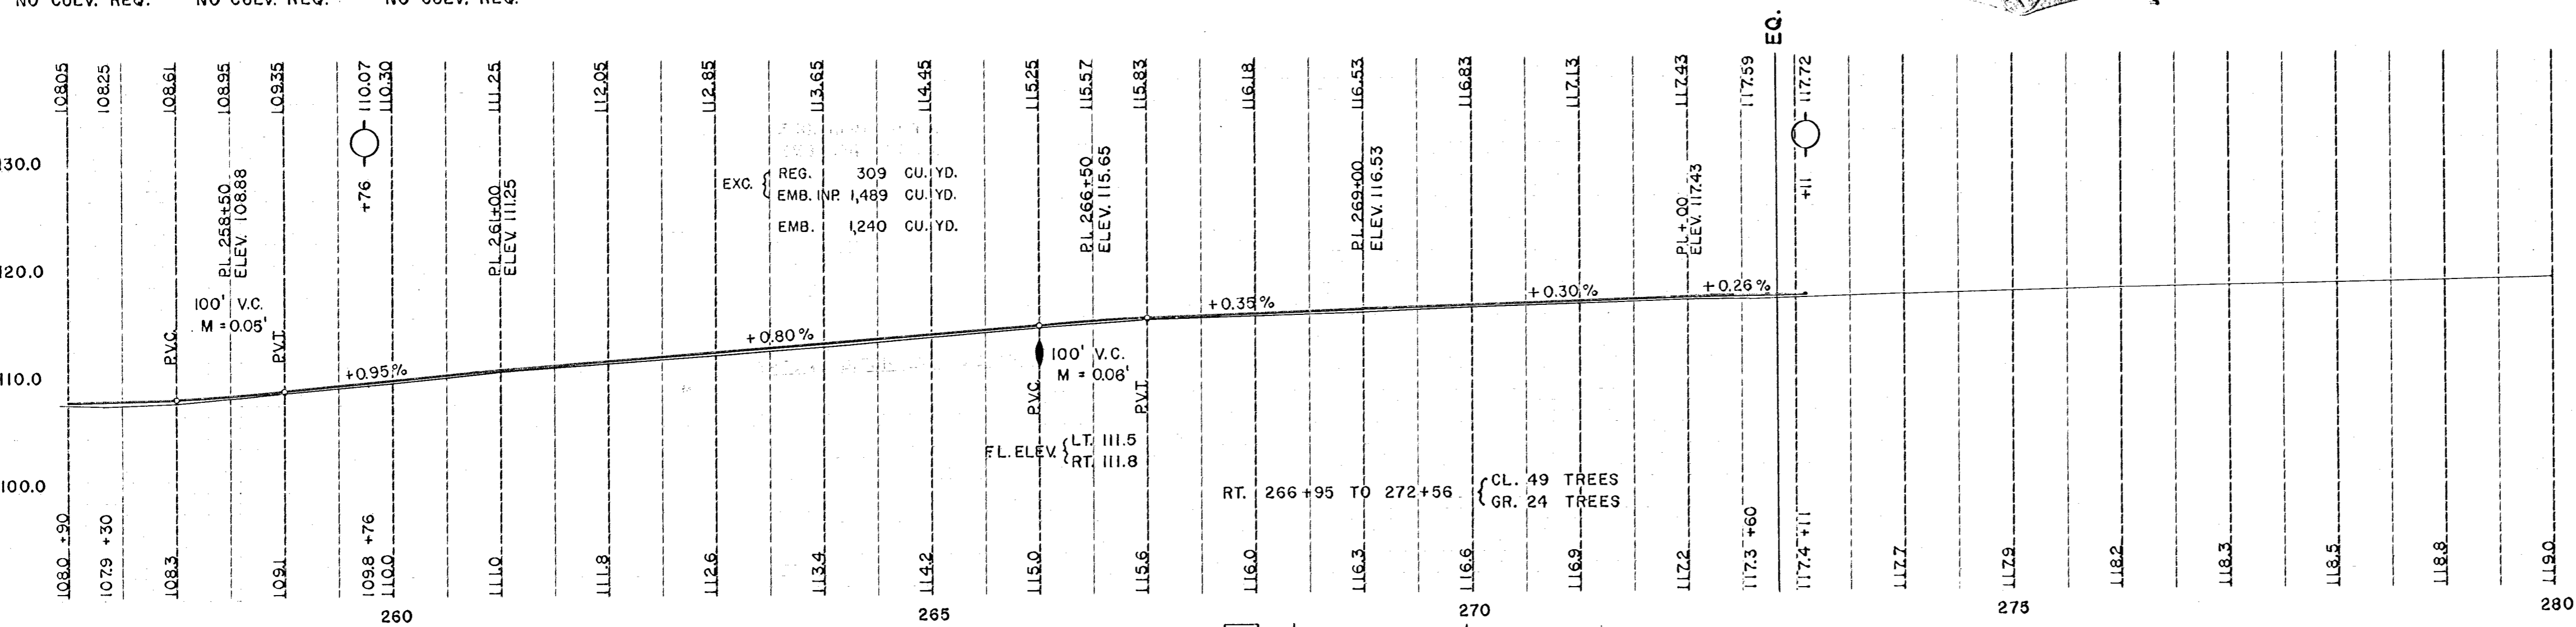 NO CULV. REQ. NO CULV. REQ. NO CULV. REQ.
EQ.
108.05 108.25 108.61 108.95 109.35 110.07 110.30 111.25 112.05 112.85 113.65 114.45 115.25 115.57 115.83 116.18 116.53 116.83 117.13 117.43 117.59 117.72
130.0
P.I. 258+50
ELEV. 108.88
+76
P.I. 261+00
ELEV. 111.25
EXC. { REG. 309 CU. YD.
EMB. INP. 1,489 CU. YD.
EMB. 1,240 CU. YD.
P.I. 266+50
ELEV. 115.65
P.I. 269+00
ELEV. 116.53
P.I.+00
ELEV. 117.43
+11
120.0
100' V.C.
M = 0.05'
P.V.C.
P.V.T.
+0.95%
+0.80%
+0.35%
+0.30%
+0.26%
110.0
100' V.C.
M = 0.06'
P.V.C.
P.V.T.
F.L. ELEV. { LT. 111.5
RT. 111.8
100.0
RT. 266+95 TO 272+56 { CL. 49 TREES
GR. 24 TREES
108.0 +90 107.9 +30 108.3 109.1 109.8 +76 110.0 111.0 111.8 112.6 113.4 114.2 115.0 115.6 116.0 116.3 116.6 116.9 117.2 117.3 +60 117.4 +11 117.7 117.9 118.2 118.3 118.5 118.8 119.0
260 265 270 275 280